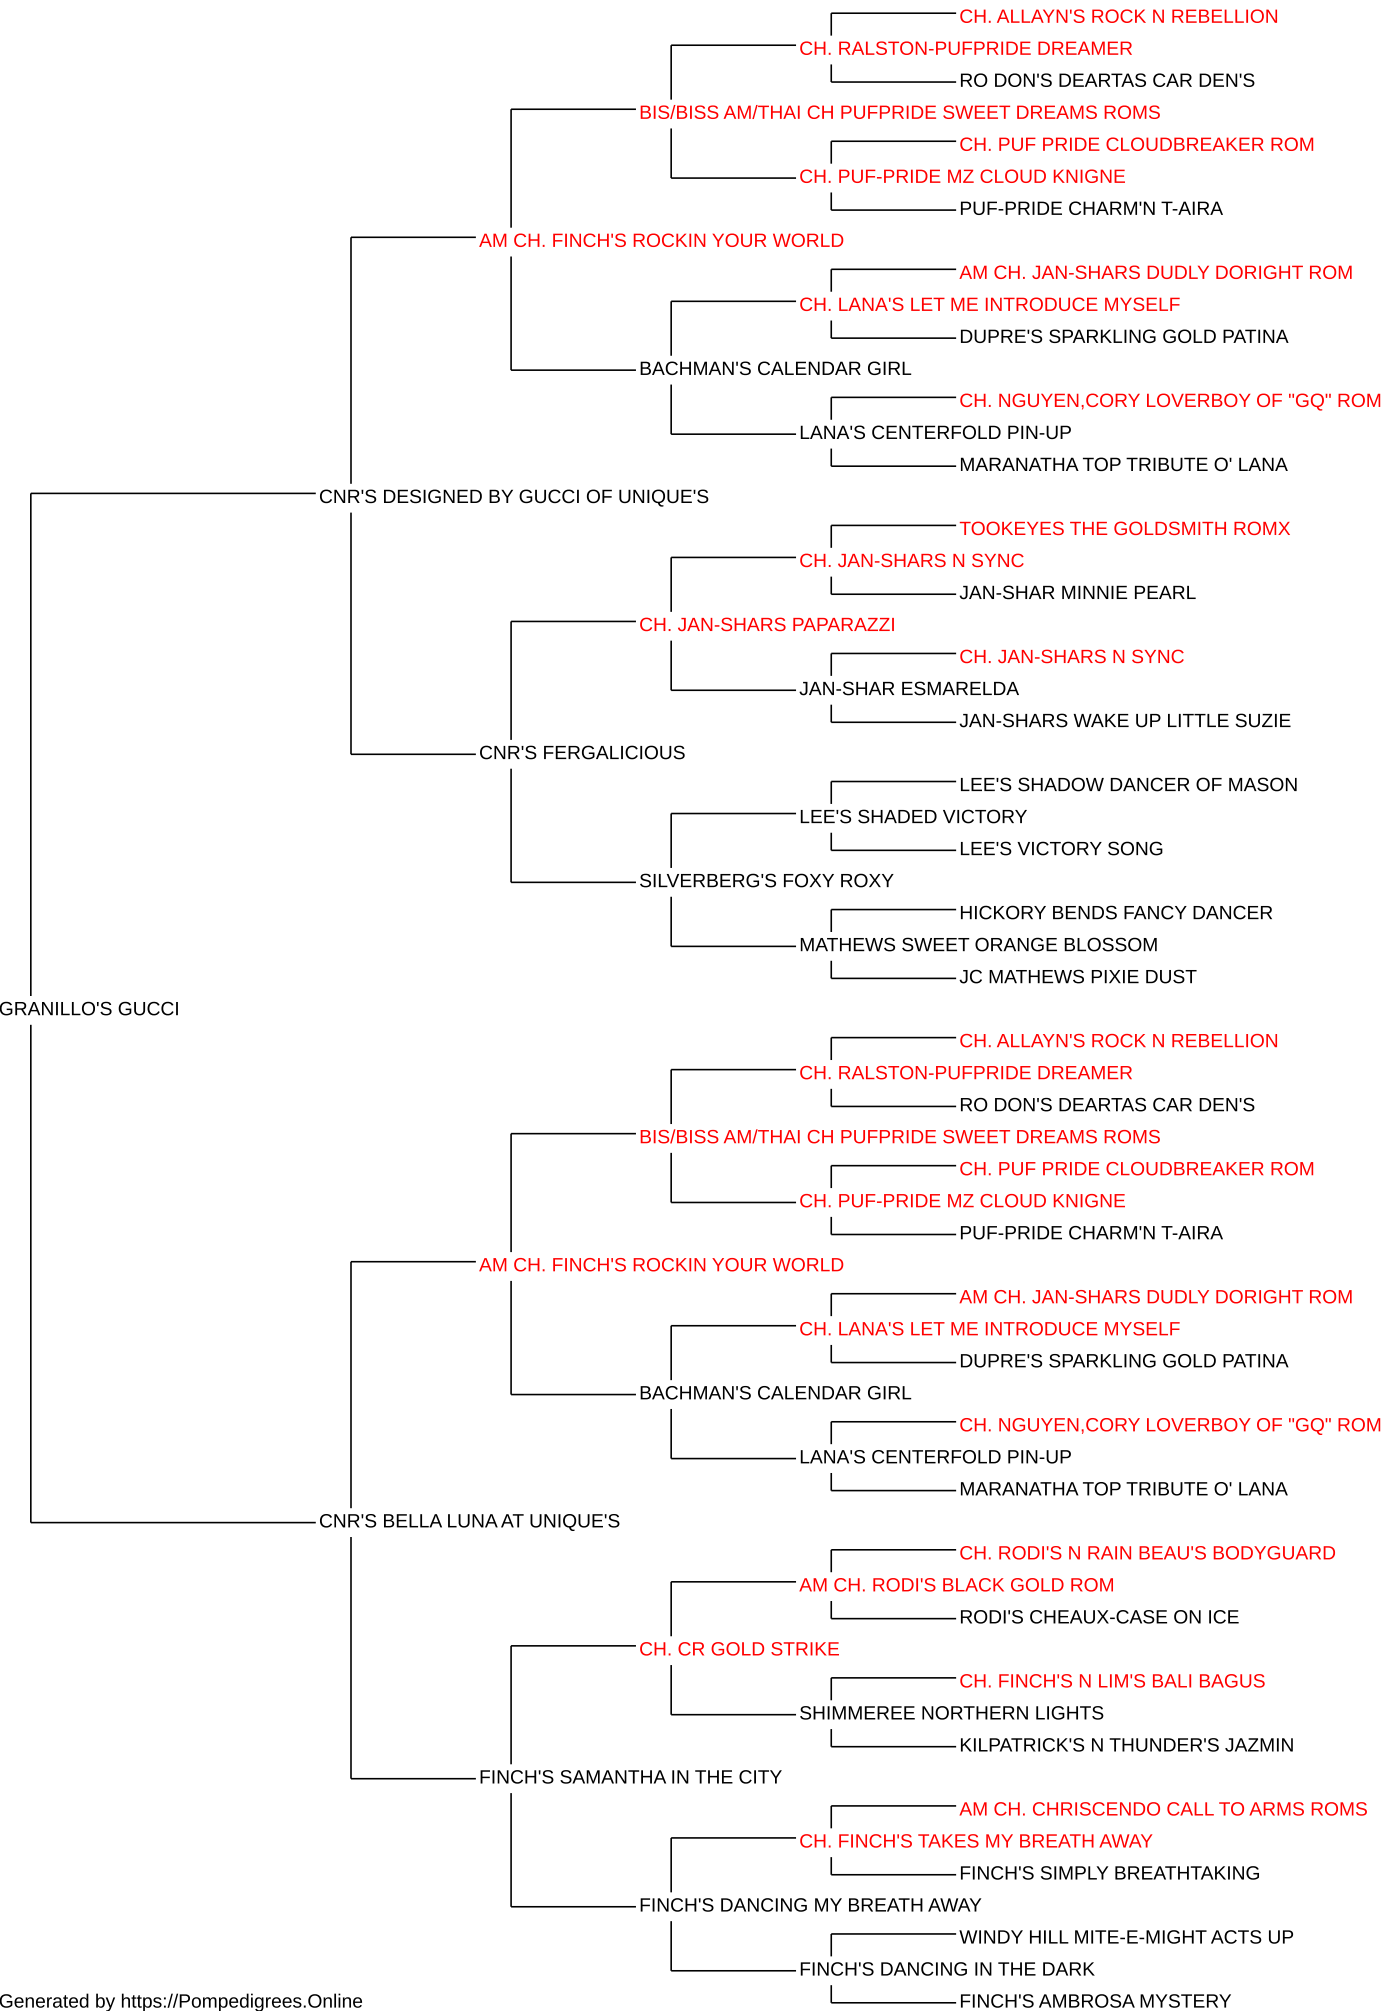 CH. ALLAYN'S ROCK N REBELLION
CH. RALSTON-PUFPRIDE DREAMER
RO DON'S DEARTAS CAR DEN'S
BIS/BISS AM/THAI CH PUFPRIDE SWEET DREAMS ROMS
CH. PUF PRIDE CLOUDBREAKER ROM
CH. PUF-PRIDE MZ CLOUD KNIGNE
PUF-PRIDE CHARM'N T-AIRA
AM CH. FINCH'S ROCKIN YOUR WORLD
AM CH. JAN-SHARS DUDLY DORIGHT ROM
CH. LANA'S LET ME INTRODUCE MYSELF
DUPRE'S SPARKLING GOLD PATINA
BACHMAN'S CALENDAR GIRL
CH. NGUYEN,CORY LOVERBOY OF "GQ" ROM
LANA'S CENTERFOLD PIN-UP
MARANATHA TOP TRIBUTE O' LANA
CNR'S DESIGNED BY GUCCI OF UNIQUE'S
TOOKEYES THE GOLDSMITH ROMX
CH. JAN-SHARS N SYNC
JAN-SHAR MINNIE PEARL
CH. JAN-SHARS PAPARAZZI
CH. JAN-SHARS N SYNC
JAN-SHAR ESMARELDA
JAN-SHARS WAKE UP LITTLE SUZIE
CNR'S FERGALICIOUS
LEE'S SHADOW DANCER OF MASON
LEE'S SHADED VICTORY
LEE'S VICTORY SONG
SILVERBERG'S FOXY ROXY
HICKORY BENDS FANCY DANCER
MATHEWS SWEET ORANGE BLOSSOM
JC MATHEWS PIXIE DUST
GRANILLO'S GUCCI
CH. ALLAYN'S ROCK N REBELLION
CH. RALSTON-PUFPRIDE DREAMER
RO DON'S DEARTAS CAR DEN'S
BIS/BISS AM/THAI CH PUFPRIDE SWEET DREAMS ROMS
CH. PUF PRIDE CLOUDBREAKER ROM
CH. PUF-PRIDE MZ CLOUD KNIGNE
PUF-PRIDE CHARM'N T-AIRA
AM CH. FINCH'S ROCKIN YOUR WORLD
AM CH. JAN-SHARS DUDLY DORIGHT ROM
CH. LANA'S LET ME INTRODUCE MYSELF
DUPRE'S SPARKLING GOLD PATINA
BACHMAN'S CALENDAR GIRL
CH. NGUYEN,CORY LOVERBOY OF "GQ" ROM
LANA'S CENTERFOLD PIN-UP
MARANATHA TOP TRIBUTE O' LANA
CNR'S BELLA LUNA AT UNIQUE'S
CH. RODI'S N RAIN BEAU'S BODYGUARD
AM CH. RODI'S BLACK GOLD ROM
RODI'S CHEAUX-CASE ON ICE
CH. CR GOLD STRIKE
CH. FINCH'S N LIM'S BALI BAGUS
SHIMMEREE NORTHERN LIGHTS
KILPATRICK'S N THUNDER'S JAZMIN
FINCH'S SAMANTHA IN THE CITY
AM CH. CHRISCENDO CALL TO ARMS ROMS
CH. FINCH'S TAKES MY BREATH AWAY
FINCH'S SIMPLY BREATHTAKING
FINCH'S DANCING MY BREATH AWAY
WINDY HILL MITE-E-MIGHT ACTS UP
FINCH'S DANCING IN THE DARK
FINCH'S AMBROSA MYSTERY
Generated by https://Pompedigrees.Online